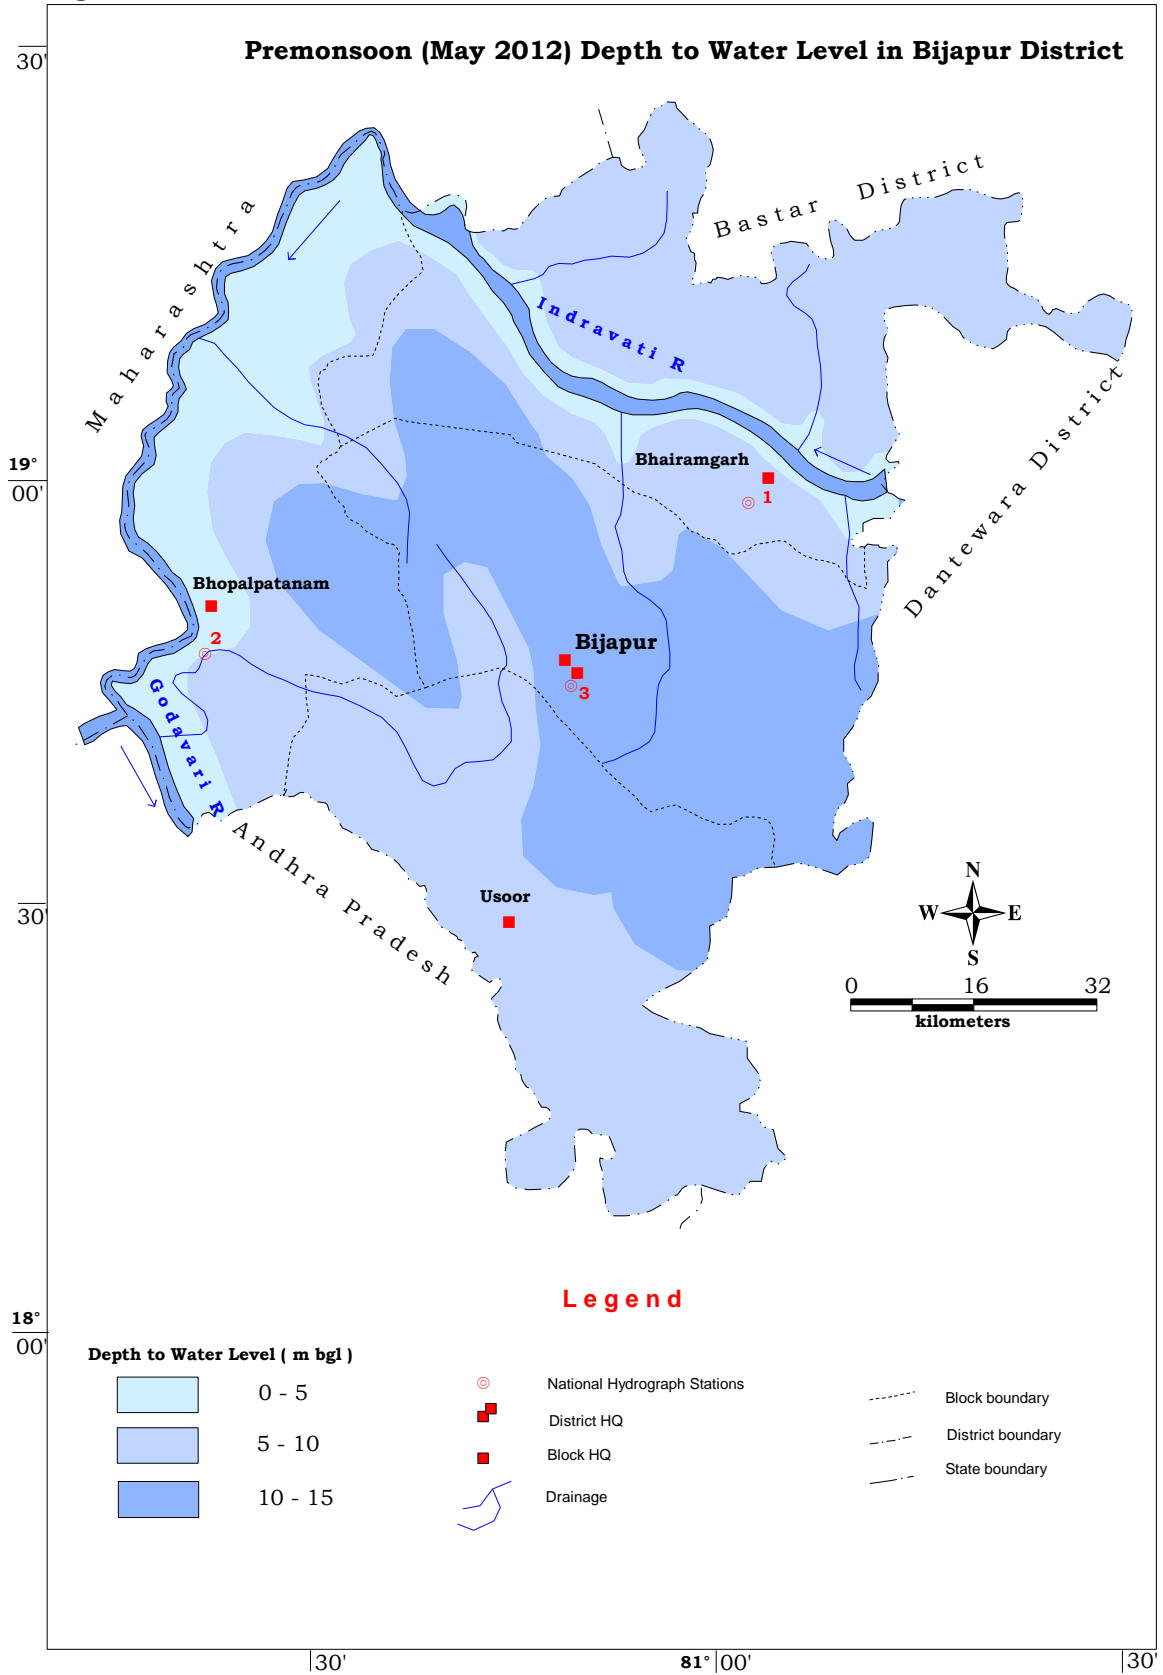 30'
Premonsoon (May 2012) Depth to Water Level in Bijapur District
Bastar District
Maharashtra
Indravati R
Dantewara District
19°
00'
Bhairamgarh
1
Bhopalpatanam
2
Bijapur
3
Godavari R
Andhra Pradesh
30'
Usoor
N
W E
S
0 16 32
kilometers
Legend
18°
00'
Depth to Water Level ( m bgl )
0 - 5
5 - 10
10 - 15
National Hydrograph Stations
District HQ
Block HQ
Drainage
Block boundary
District boundary
State boundary
30'
81° 00'
30'